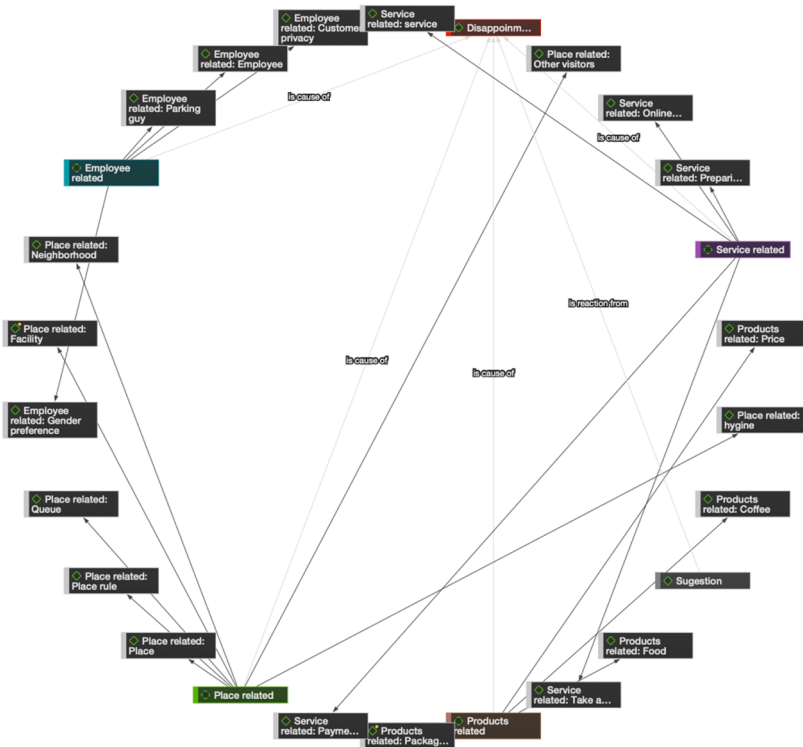 Service
related: service
Disappoinm...
Employee
related: Customer
privacy
Employee
related: Employee
Place related:
Other visitors
Employee
related: Parking
guy
is cause of
Service
related: Online...
is cause of
Employee
related
Service
related: Prepari...
Place related:
Neighborhood
Service related
is reaction from
Place related:
Facility
Products
related: Price
is cause of
is cause of
Employee
related: Gender
preference
Place related:
hygine
Place related:
Queue
Products
related: Coffee
Place related:
Place rule
Sugestion
Place related:
Place
Products
related: Food
Place related
Service
related: Take a...
Service
related: Payme...
Products
related: Packag...
Products
related